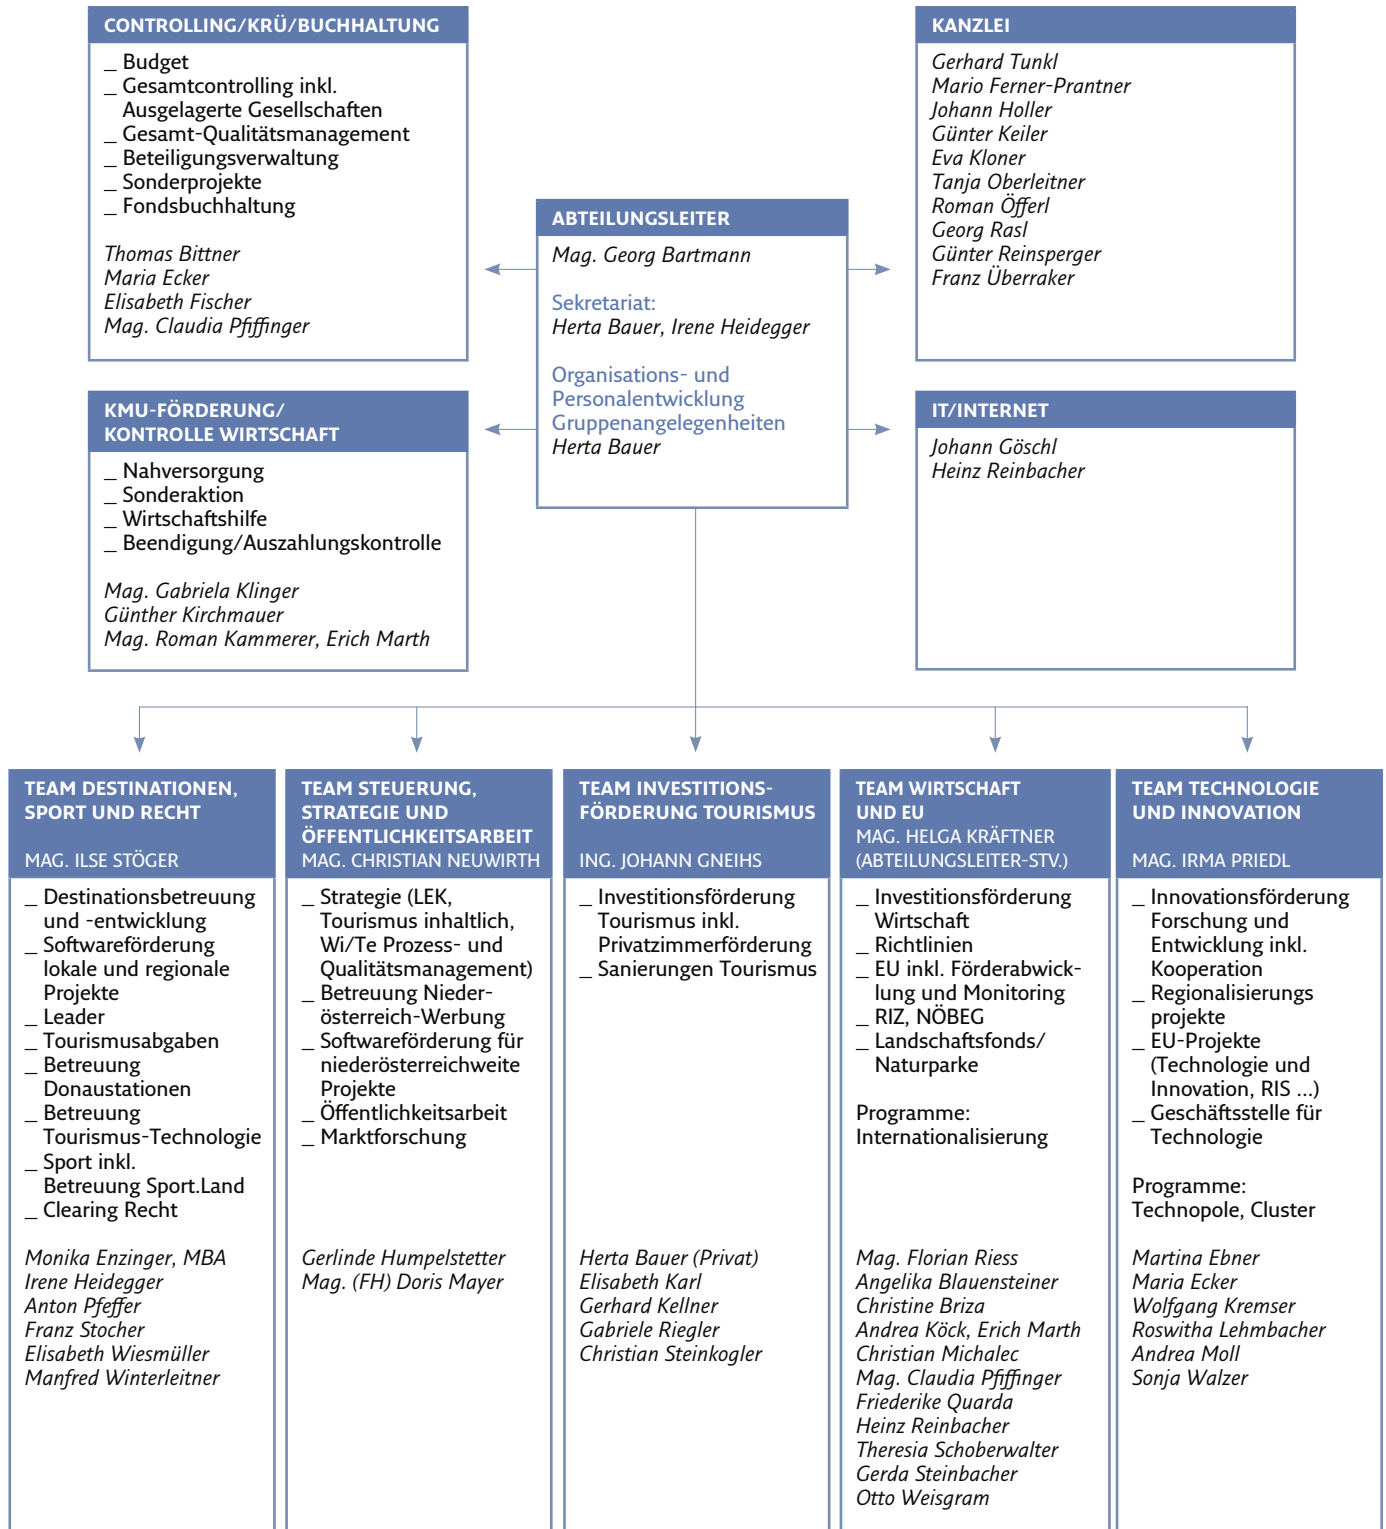 CONTROLLING/KRÜ/BUCHHALTUNG
_ Budget
_ Gesamtcontrolling inkl.
Ausgelagerte Gesellschaften
_ Gesamt-Qualitätsmanagement
_ Beteiligungsverwaltung
_ Sonderprojekte
_ Fondsbuchhaltung
Thomas Bittner
Maria Ecker
Elisabeth Fischer
Mag. Claudia Pfiffinger
ABTEILUNGSLEITER
Mag. Georg Bartmann
Sekretariat:
Herta Bauer, Irene Heidegger
Organisations- und
Personalentwicklung
Gruppenangelegenheiten
Herta Bauer
KANZLEI
Gerhard Tunkl
Mario Ferner-Prantner
Johann Holler
Günter Keiler
Eva Kloner
Tanja Oberleitner
Roman Öfferl
Georg Rasl
Günter Reinsperger
Franz Überraker
KMU-FÖRDERUNG/
KONTROLLE WIRTSCHAFT
_ Nahversorgung
_ Sonderaktion
_ Wirtschaftshilfe
_ Beendigung/Auszahlungskontrolle
Mag. Gabriela Klinger
Günther Kirchmauer
Mag. Roman Kammerer, Erich Marth
IT/INTERNET
Johann Göschl
Heinz Reinbacher
TEAM DESTINATIONEN,
SPORT UND RECHT
MAG. ILSE STÖGER
_ Destinationsbetreuung
und -entwicklung
_ Softwareförderung
lokale und regionale
Projekte
_ Leader
_ Tourismusabgaben
_ Betreuung
Donaustationen
_ Betreuung
Tourismus-Technologie
_ Sport inkl.
Betreuung Sport.Land
_ Clearing Recht
Monika Enzinger, MBA
Irene Heidegger
Anton Pfeffer
Franz Stocher
Elisabeth Wiesmüller
Manfred Winterleitner
TEAM STEUERUNG,
STRATEGIE UND
ÖFFENTLICHKEITSARBEIT
MAG. CHRISTIAN NEUWIRTH
_ Strategie (LEK,
Tourismus inhaltlich,
Wi/Te Prozess- und
Qualitätsmanagement)
_ Betreuung Nieder-
österreich-Werbung
_ Softwareförderung für
niederösterreichweite
Projekte
_ Öffentlichkeitsarbeit
_ Marktforschung
Gerlinde Humpelstetter
Mag. (FH) Doris Mayer
TEAM INVESTITIONS-
FÖRDERUNG TOURISMUS
ING. JOHANN GNEIHS
_ Investitionsförderung
Tourismus inkl.
Privatzimmerförderung
_ Sanierungen Tourismus
Herta Bauer (Privat)
Elisabeth Karl
Gerhard Kellner
Gabriele Riegler
Christian Steinkogler
TEAM WIRTSCHAFT
UND EU
MAG. HELGA KRÄFTNER
(ABTEILUNGSLEITER-STV.)
_ Investitionsförderung
Wirtschaft
_ Richtlinien
_ EU inkl. Förderabwick-
lung und Monitoring
_ RIZ, NÖBEG
_ Landschaftsfonds/
Naturparke
Programme:
Internationalisierung
Mag. Florian Riess
Angelika Blauensteiner
Christine Briza
Andrea Köck, Erich Marth
Christian Michalec
Mag. Claudia Pfiffinger
Friederike Quarda
Heinz Reinbacher
Theresia Schoberwalter
Gerda Steinbacher
Otto Weisgram
TEAM TECHNOLOGIE
UND INNOVATION
MAG. IRMA PRIEDL
_ Innovationsförderung
Forschung und
Entwicklung inkl.
Kooperation
_ Regionalisierungs
projekte
_ EU-Projekte
(Technologie und
Innovation, RIS ...)
_ Geschäftsstelle für
Technologie
Programme:
Technopole, Cluster
Martina Ebner
Maria Ecker
Wolfgang Kremser
Roswitha Lehmbacher
Andrea Moll
Sonja Walzer